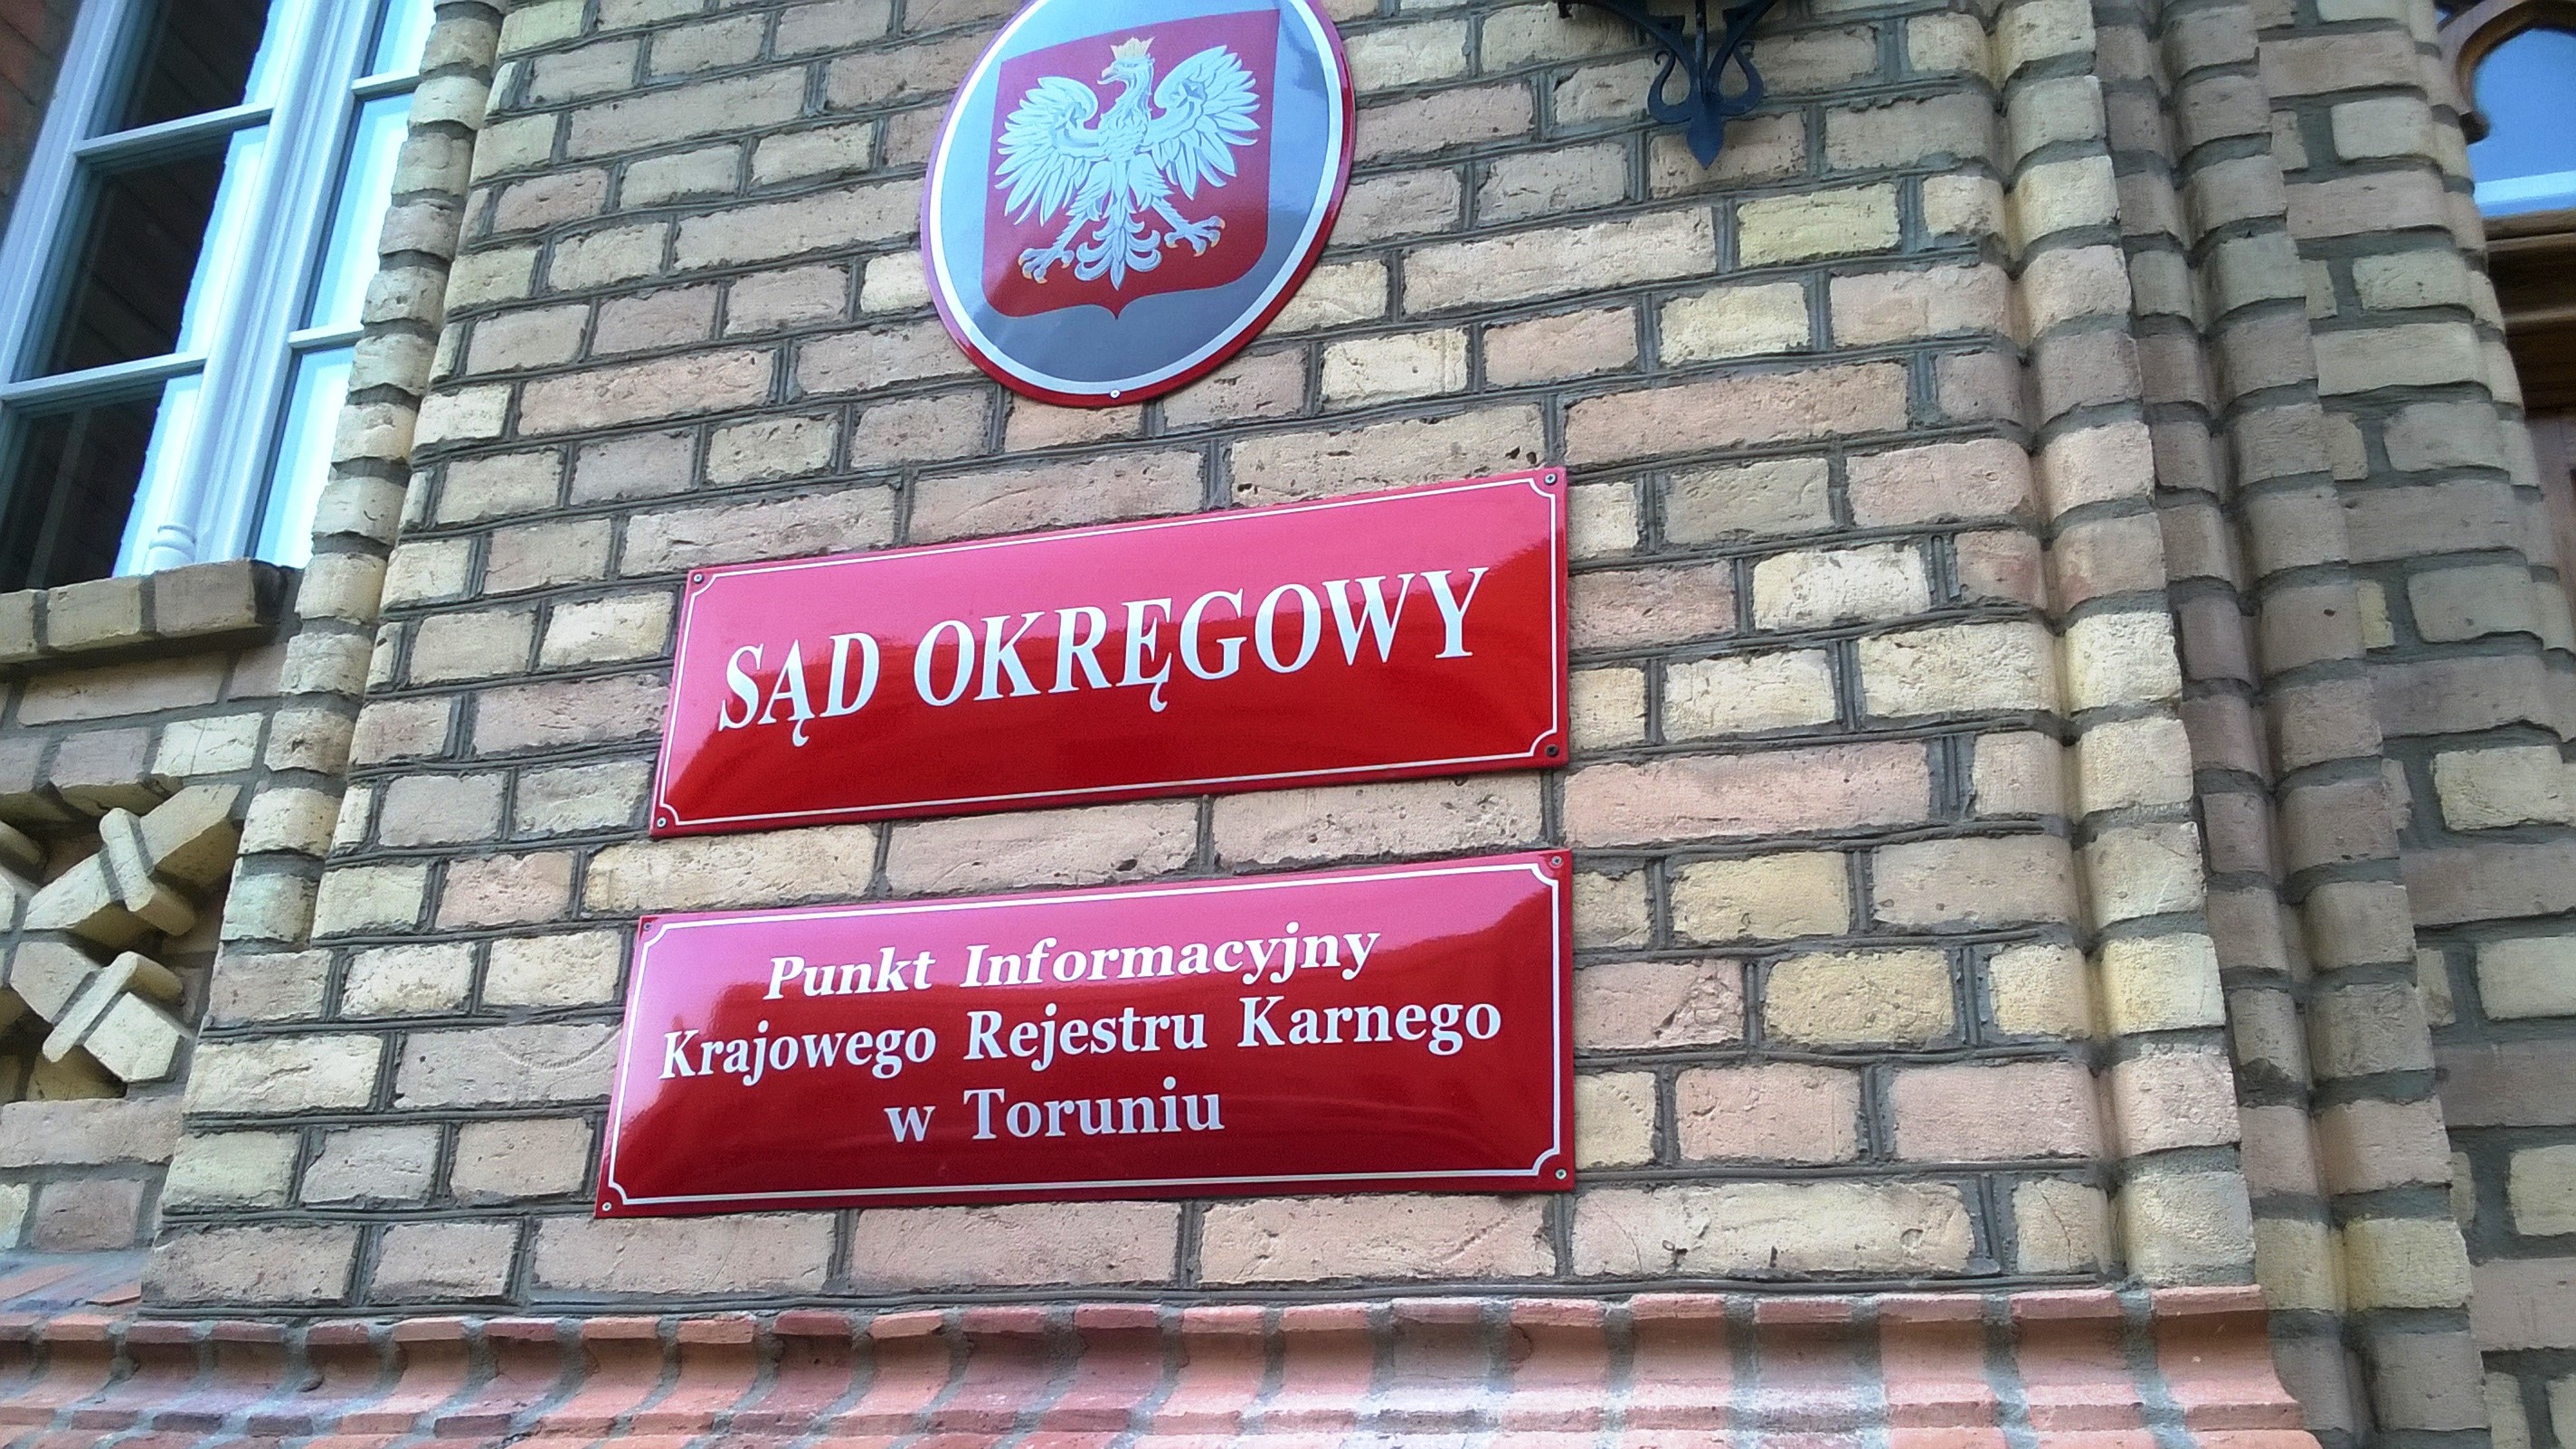 SĄD OKRĘGOWY
Punkt Informacyjny
Krajowego Rejestru Karnego
w Toruniu